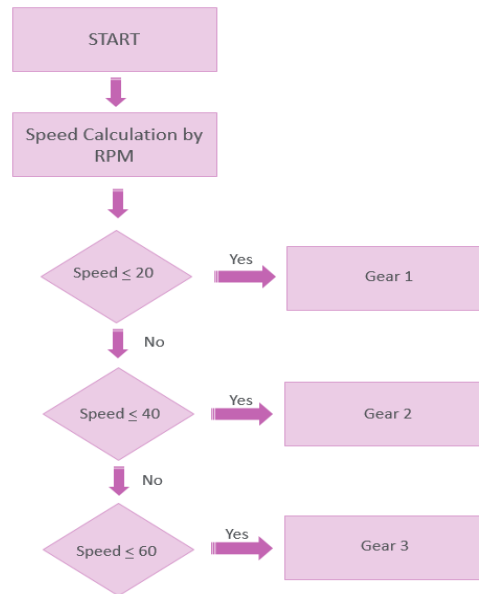 START
Speed Calculation by
RPM
Speed ≤ 20
Yes
Gear 1
No
Speed ≤ 40
Yes
Gear 2
No
Speed ≤ 60
Yes
Gear 3